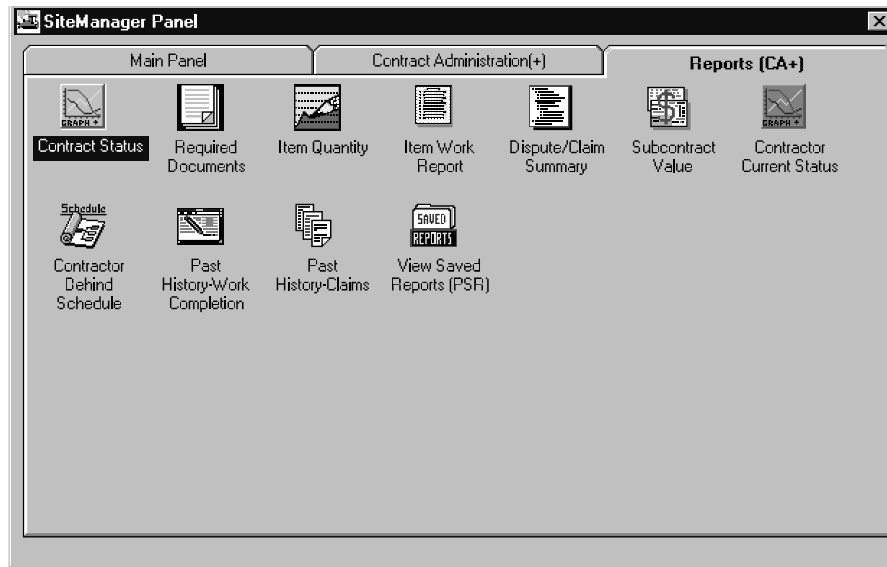 SiteManager Panel
Main Panel
Contract Administration(+)
Reports (CA+)
GRAPH +
Contract Status
Required
Documents
Item Quantity
Item Work
Report
Dispute/Claim
Summary
Subcontract
Value
GRAPH +
Contractor
Current Status
Schedule
Contractor
Behind
Schedule
Past
History-Work
Completion
Past
History-Claims
SAVED
REPORTS
View Saved
Reports (PSR)